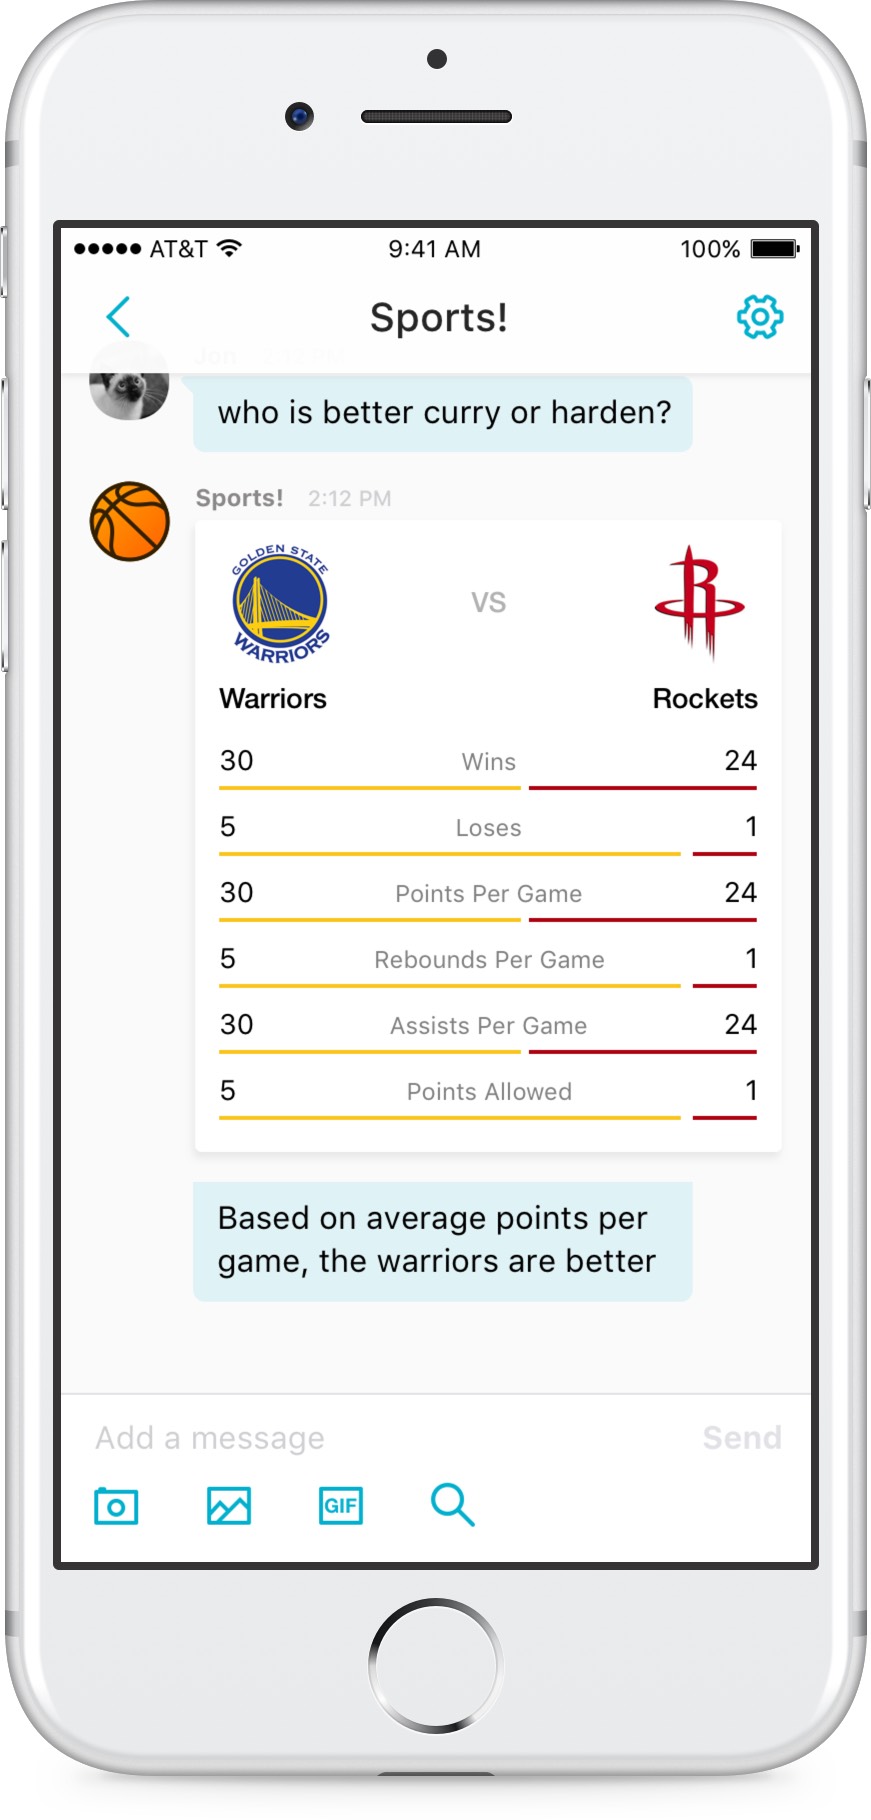 AT&T 9:41 AM 100%
Sports!
Jon 2:12 PM
who is better curry or harden?
Sports! 2:12 PM
GOLDEN STATE
WARRIORS
VS
R
Warriors Rockets
30 Wins 24
5 Loses 1
30 Points Per Game 24
5 Rebounds Per Game 1
30 Assists Per Game 24
5 Points Allowed 1
Based on average points per
game, the warriors are better
Add a message Send
GIF